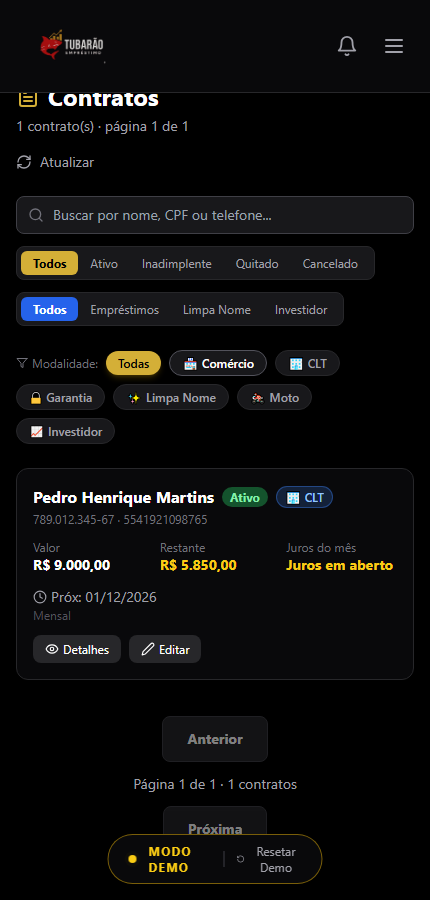 TUBARÃO
EMPRÉSTIMO
Contratos
1 contrato(s) · página 1 de 1
Atualizar
Buscar por nome, CPF ou telefone...
Todos Ativo Inadimplente Quitado Cancelado
Todos Empréstimos Limpa Nome Investidor
Modalidade: Todas Comércio CLT
Garantia Limpa Nome Moto
Investidor
Pedro Henrique Martins Ativo CLT
789.012.345-67 · 5541921098765
Valor Restante Juros do mês
R$ 9.000,00 R$ 5.850,00 Juros em aberto
Próx: 01/12/2026
Mensal
Detalhes Editar
Anterior
Página 1 de 1 · 1 contratos
Próxima
MODO DEMO
Resetar Demo